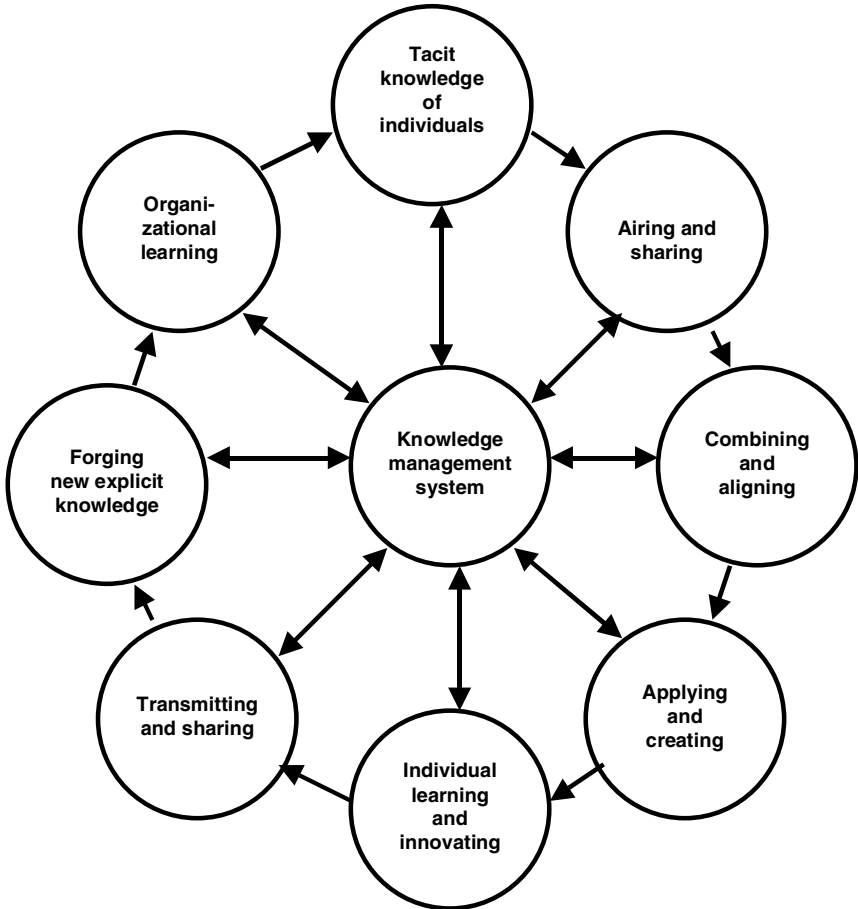 Tacit
knowledge
of
individuals
Airing and
sharing
Combining
and
aligning
Applying
and
creating
Individual
learning
and
innovating
Transmitting
and sharing
Forging
new explicit
knowledge
Organi-
zational
learning
Knowledge
management
system